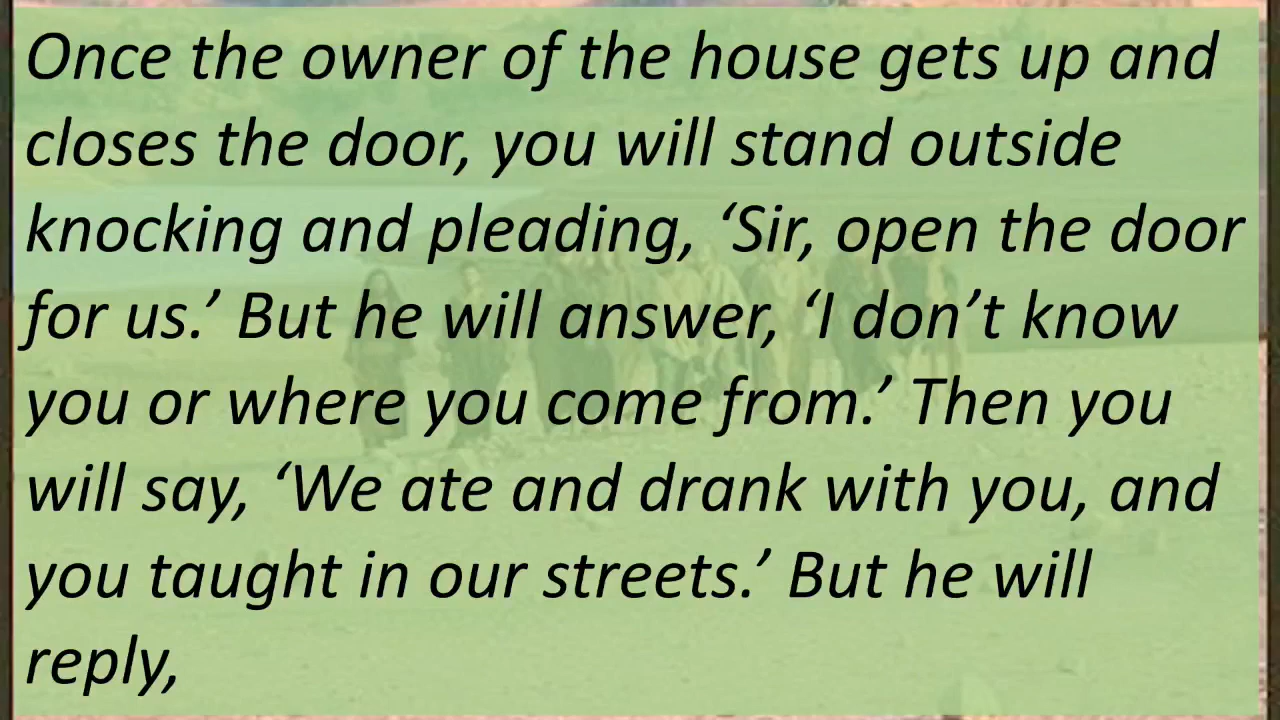 Once the owner of the house gets up and
closes the door, you will stand outside
knocking and pleading, ‘Sir, open the door
for us.’ But he will answer, ‘I don’t know
you or where you come from.’ Then you
will say, ‘We ate and drank with you, and
you taught in our streets.’ But he will
reply,